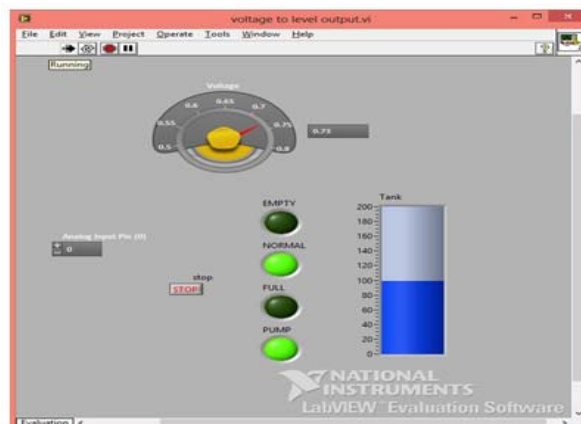 voltage to level output.vi
File Edit View Project Operate Tools Window Help
Running
Voltage
0.5 0.55 0.6 0.65 0.7 0.75 0.8
0.73
Analog Input Pin (0)
0
stop
STOP
EMPTY
NORMAL
FULL
PUMP
Tank
200
180
160
140
120
100
80
60
40
20
0
NATIONAL
INSTRUMENTS
LabVIEW Evaluation Software
Evaluation